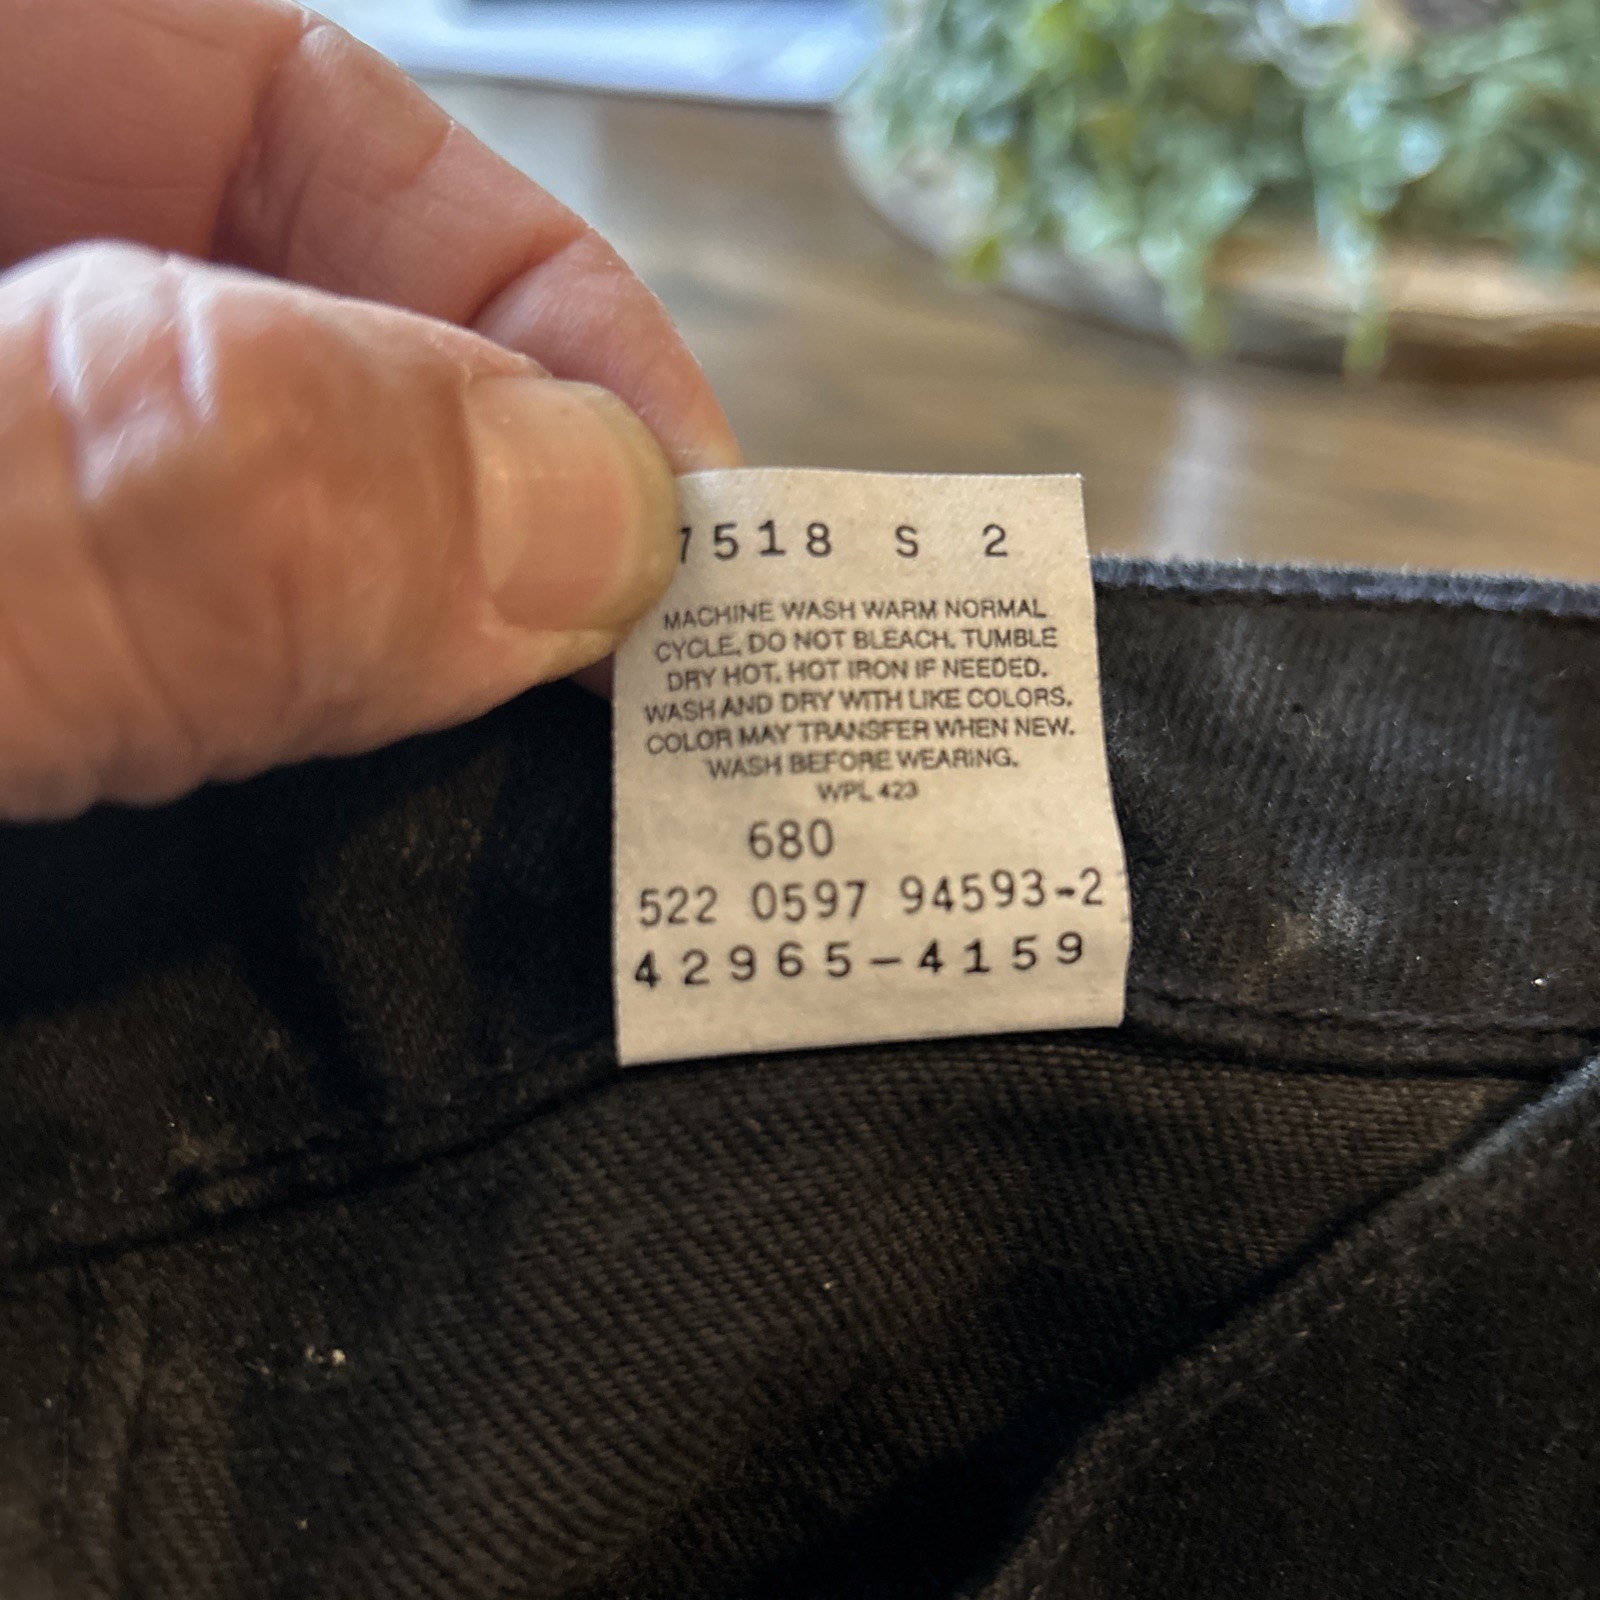 7518 S 2
MACHINE WASH WARM NORMAL
CYCLE. DO NOT BLEACH. TUMBLE
DRY HOT. HOT IRON IF NEEDED.
WASH AND DRY WITH LIKE COLORS.
COLOR MAY TRANSFER WHEN NEW.
WASH BEFORE WEARING.
WPL 423
680
522 0597 94593-2
42965-4159